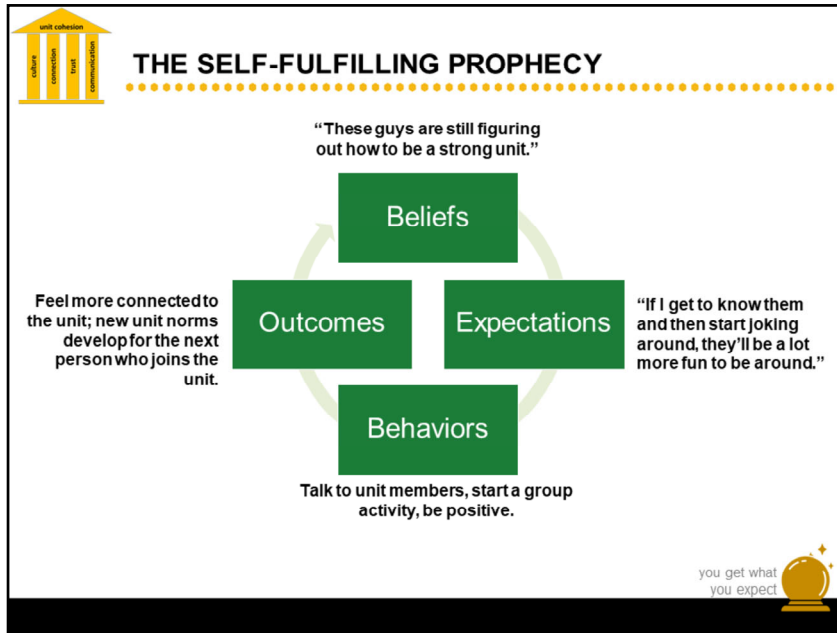 unit cohesion
culture
connection
trust
communication
THE SELF-FULFILLING PROPHECY
“These guys are still figuring
out how to be a strong unit.”
Beliefs
Feel more connected to
the unit; new unit norms
develop for the next
person who joins the
unit.
Outcomes
Expectations
“If I get to know them
and then start joking
around, they’ll be a lot
more fun to be around.”
Behaviors
Talk to unit members, start a group
activity, be positive.
you get what
you expect